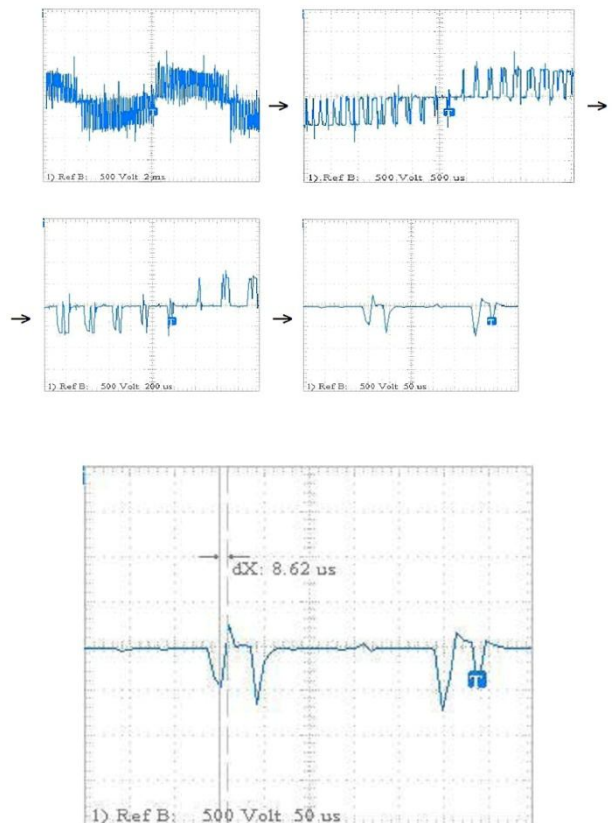 1) Ref B: 500 Volt 2 ms
1) Ref B: 500 Volt 500 us
T
T
1) Ref B: 500 Volt 200 us
1) Ref B: 500 Volt 50 us
T
T
dX: 8.62 us
T
1) Ref B: 500 Volt 50 us